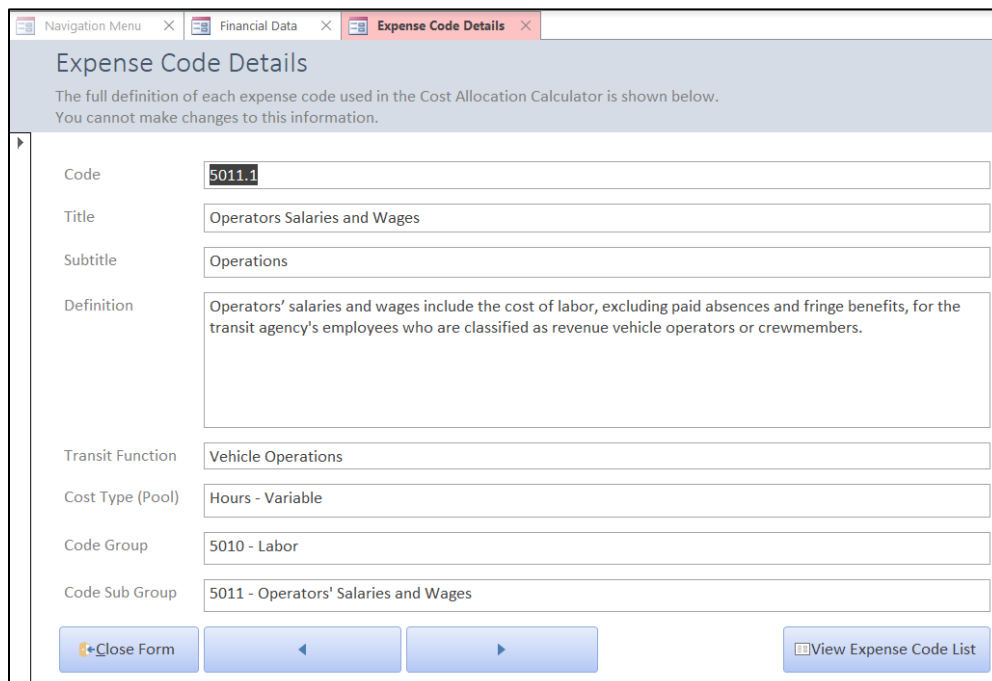 Navigation Menu
Financial Data
Expense Code Details
Expense Code Details
The full definition of each expense code used in the Cost Allocation Calculator is shown below.
You cannot make changes to this information.
Code
5011.1
Title
Operators Salaries and Wages
Subtitle
Operations
Definition
Operators’ salaries and wages include the cost of labor, excluding paid absences and fringe benefits, for the
transit agency's employees who are classified as revenue vehicle operators or crewmembers.
Transit Function
Vehicle Operations
Cost Type (Pool)
Hours - Variable
Code Group
5010 - Labor
Code Sub Group
5011 - Operators' Salaries and Wages
Close Form
View Expense Code List